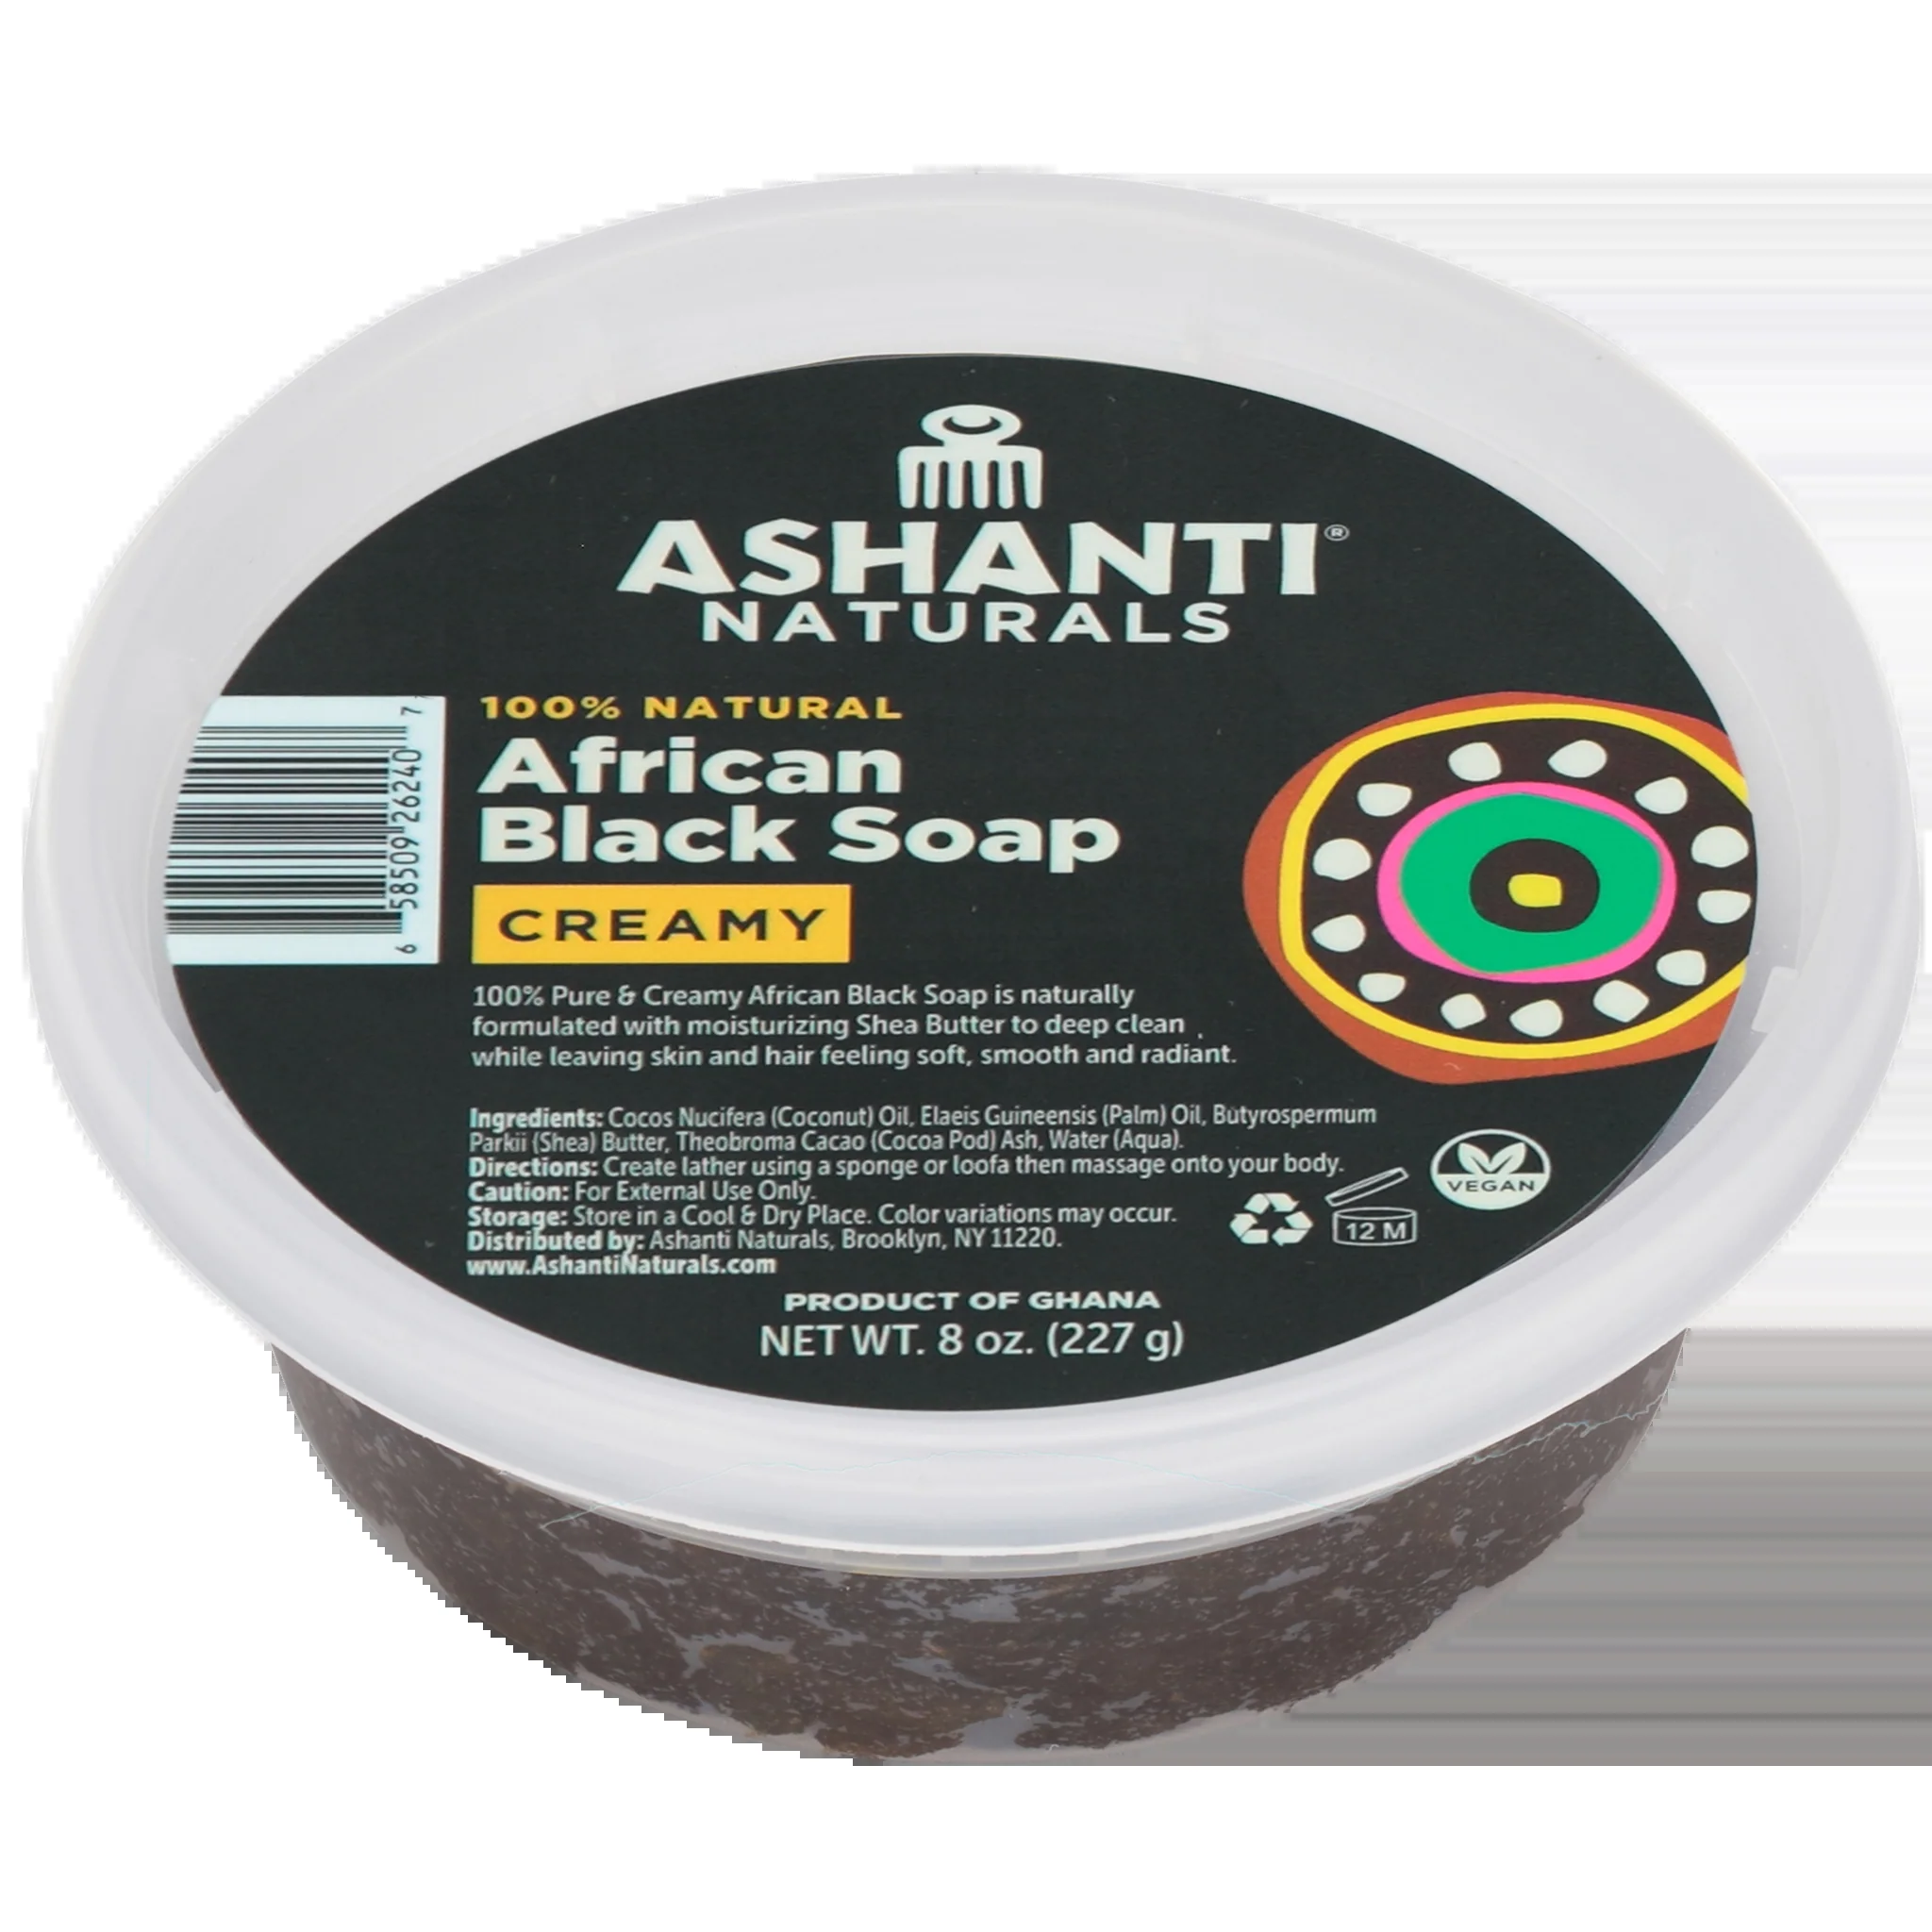 ASHANTI®
NATURALS
100% NATURAL
African
Black Soap
CREAMY
6 58509 26240 7
100% Pure & Creamy African Black Soap is naturally
formulated with moisturizing Shea Butter to deep clean
while leaving skin and hair feeling soft, smooth and radiant.
Ingredients: Cocos Nucifera (Coconut) Oil, Elaeis Guineensis (Palm) Oil, Butyrospermum
Parkii (Shea) Butter, Theobroma Cacao (Cocoa Pod) Ash, Water (Aqua).
Directions: Create lather using a sponge or loofa then massage onto your body.
Caution: For External Use Only.
Storage: Store in a Cool & Dry Place. Color variations may occur.
Distributed by: Ashanti Naturals, Brooklyn, NY 11220.
www.AshantiNaturals.com
12 M
VEGAN
PRODUCT OF GHANA
NET WT. 8 oz. (227 g)